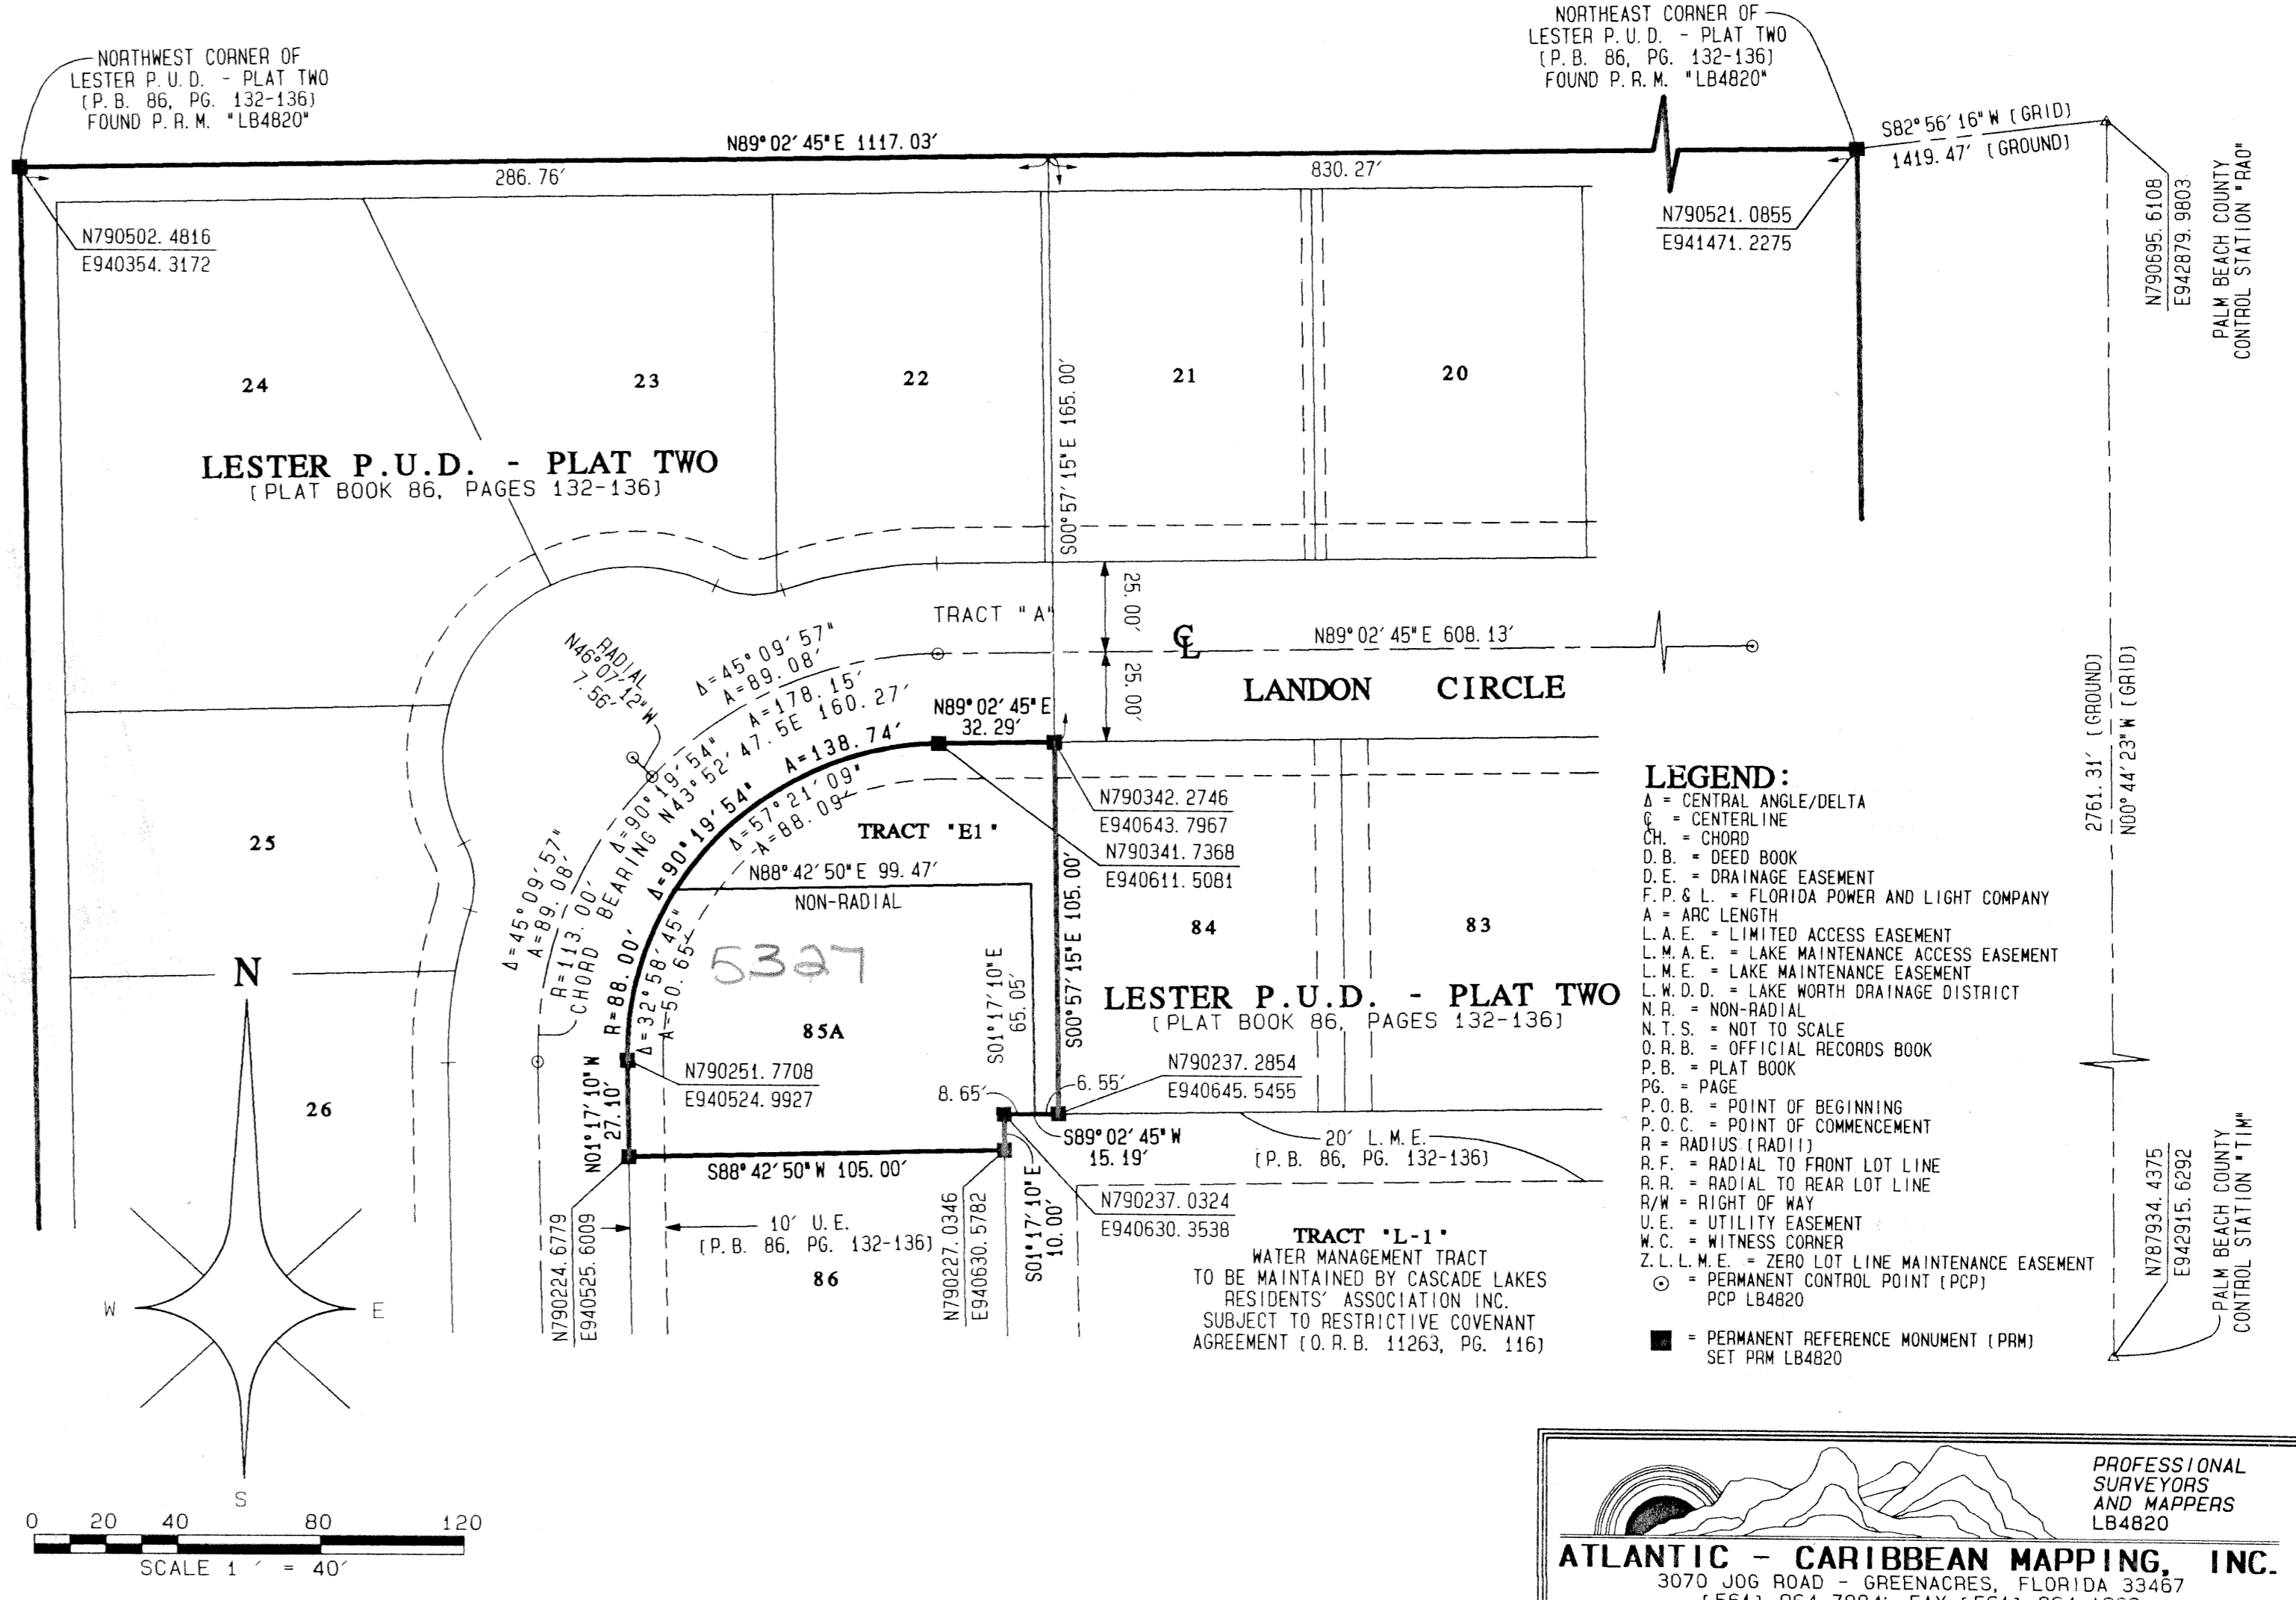 NORTHWEST CORNER OF
LESTER P.U.D. - PLAT TWO
(P.B. 86, PG. 132-136)
FOUND P.R.M. "LB4820"
NORTHEAST CORNER OF
LESTER P.U.D. - PLAT TWO
(P.B. 86, PG. 132-136)
FOUND P.R.M. "LB4820"
N89°02'45"E 1117.03'
286.76'
830.27'
S82°56'16"W (GRID)
1419.47' (GROUND)
N790502.4816
E940354.3172
N790521.0855
E941471.2275
N790695.6108
E942879.9803
PALM BEACH COUNTY
CONTROL STATION "RAO"
24
23
22
21
20
S00°57'15"E 165.00'
LESTER P.U.D. - PLAT TWO
(PLAT BOOK 86, PAGES 132-136)
TRACT "A"
25.00'
25.00'
N89°02'45"E 608.13'
LANDON CIRCLE
RADIAL
N46°07'12"W
7.56'
Δ=45°09'57"
A=89.08'
Δ=90°19'54" A=178.15'
CHORD BEARING N43°52'47.5E 160.27'
R=113.00'
Δ=45°09'57"
A=89.08'
R=88.00' Δ=90°19'54" A=138.74'
Δ=57°21'09"
A=88.09
Δ=32°58'45"
A=50.65
N89°02'45"E
32.29'
N790342.2746
E940643.7967
N790341.7368
E940611.5081
TRACT "E1"
N88°42'50"E 99.47'
NON-RADIAL
5327
85A
S01°17'10"E
65.05'
S00°57'15"E 105.00'
84
83
25
26
LESTER P.U.D. - PLAT TWO
(PLAT BOOK 86, PAGES 132-136)
N790251.7708
E940524.9927
N790237.2854
E940645.5455
8.65'
6.55'
N01°17'10"W
27.10'
S88°42'50"W 105.00'
S89°02'45"W
15.19'
20' L.M.E.
(P.B. 86, PG. 132-136)
S01°17'10"E
10.00'
N790237.0324
E940630.3538
N790224.6779
E940525.6009
10' U.E.
(P.B. 86, PG. 132-136)
86
N790227.0346
E940630.5782
TRACT "L-1"
WATER MANAGEMENT TRACT
TO BE MAINTAINED BY CASCADE LAKES
RESIDENTS' ASSOCIATION INC.
SUBJECT TO RESTRICTIVE COVENANT
AGREEMENT (O.R.B. 11263, PG. 116)
2761.31' (GROUND)
N00°44'23"W (GRID)
N787934.4375
E942915.6292
PALM BEACH COUNTY
CONTROL STATION "TIM"
LEGEND:
Δ = CENTRAL ANGLE/DELTA
℄ = CENTERLINE
CH. = CHORD
D.B. = DEED BOOK
D.E. = DRAINAGE EASEMENT
F.P.& L. = FLORIDA POWER AND LIGHT COMPANY
A = ARC LENGTH
L.A.E. = LIMITED ACCESS EASEMENT
L.M.A.E. = LAKE MAINTENANCE ACCESS EASEMENT
L.M.E. = LAKE MAINTENANCE EASEMENT
L.W.D.D. = LAKE WORTH DRAINAGE DISTRICT
N.R. = NON-RADIAL
N.T.S. = NOT TO SCALE
O.R.B. = OFFICIAL RECORDS BOOK
P.B. = PLAT BOOK
PG. = PAGE
P.O.B. = POINT OF BEGINNING
P.O.C. = POINT OF COMMENCEMENT
R = RADIUS (RADII)
R.F. = RADIAL TO FRONT LOT LINE
R.R. = RADIAL TO REAR LOT LINE
R/W = RIGHT OF WAY
U.E. = UTILITY EASEMENT
W.C. = WITNESS CORNER
Z.L.L.M.E. = ZERO LOT LINE MAINTENANCE EASEMENT
⊙ = PERMANENT CONTROL POINT (PCP)
PCP LB4820
■ = PERMANENT REFERENCE MONUMENT (PRM)
SET PRM LB4820
N
W
E
S
0 20 40 80 120
SCALE 1 ' = 40'
PROFESSIONAL
SURVEYORS
AND MAPPERS
LB4820
ATLANTIC - CARIBBEAN MAPPING, INC.
3070 JOG ROAD - GREENACRES, FLORIDA 33467